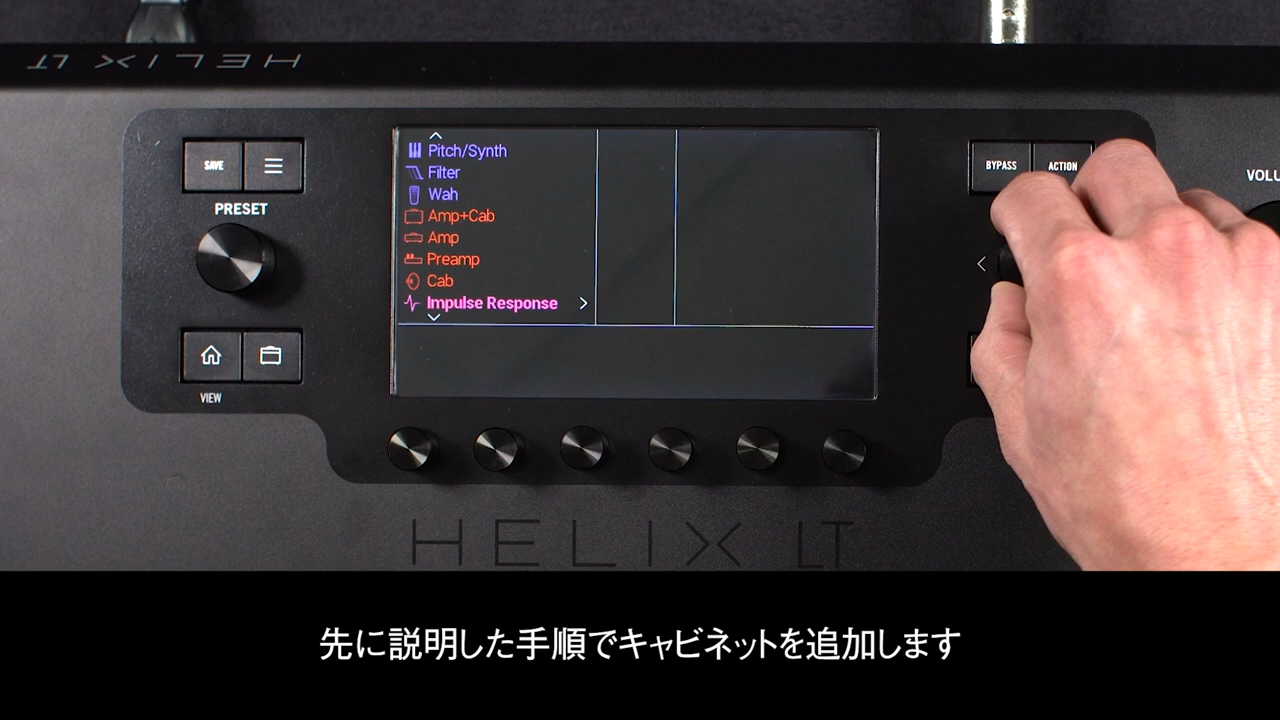 HELIX LT
SAVE
PRESET
VIEW
Pitch/Synth
Filter
Wah
Amp+Cab
Amp
Preamp
Cab
Impulse Response
BYPASS
ACTION
HELIX LT
先に説明した手順でキャビネットを追加します